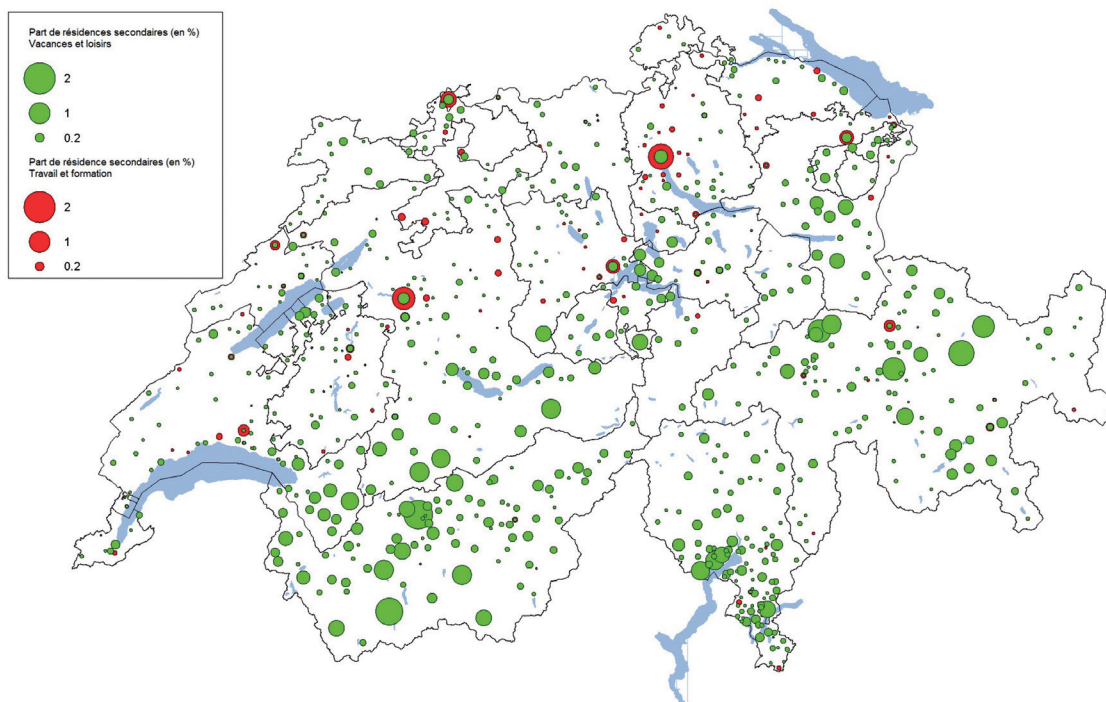 Part de résidences secondaires (en %)
Vacances et loisirs
2
1
0.2
Part de résidence secondaires (en %)
Travail et formation
2
1
0.2